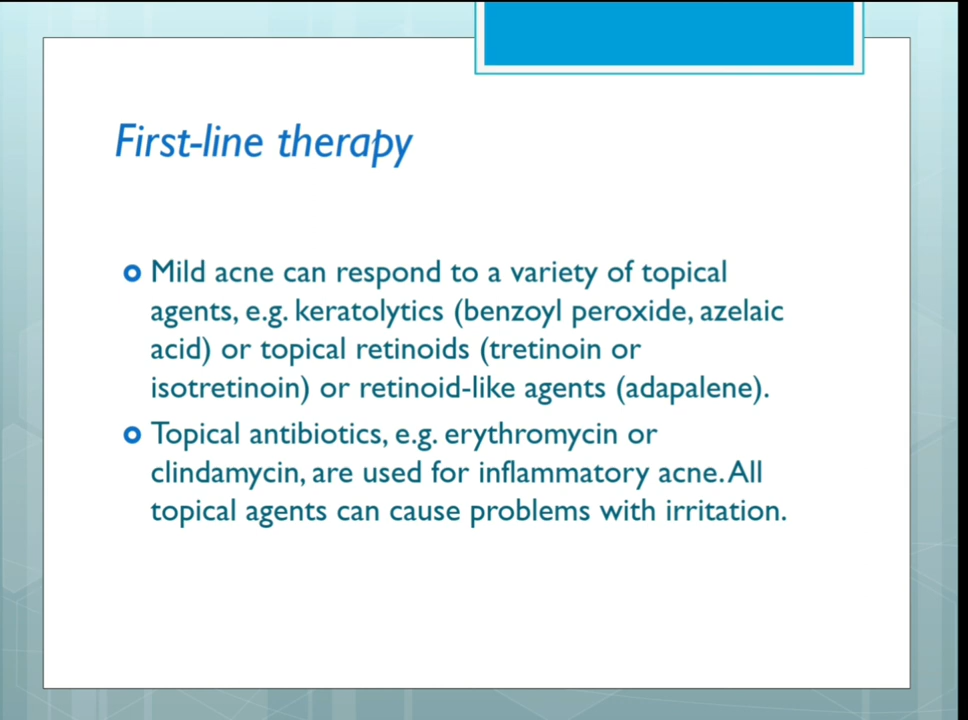 First-line therapy
Mild acne can respond to a variety of topical
agents, e.g. keratolytics (benzoyl peroxide, azelaic
acid) or topical retinoids (tretinoin or
isotretinoin) or retinoid-like agents (adapalene).
Topical antibiotics, e.g. erythromycin or
clindamycin, are used for inflammatory acne. All
topical agents can cause problems with irritation.